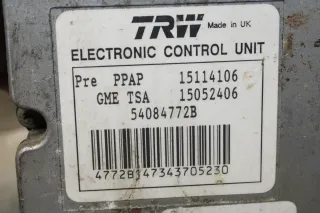 TRW Made in UK
ELECTRONIC CONTROL UNIT
Pre PPAP 15114106
GME TSA 15052406
54084772B
4772B147343705230